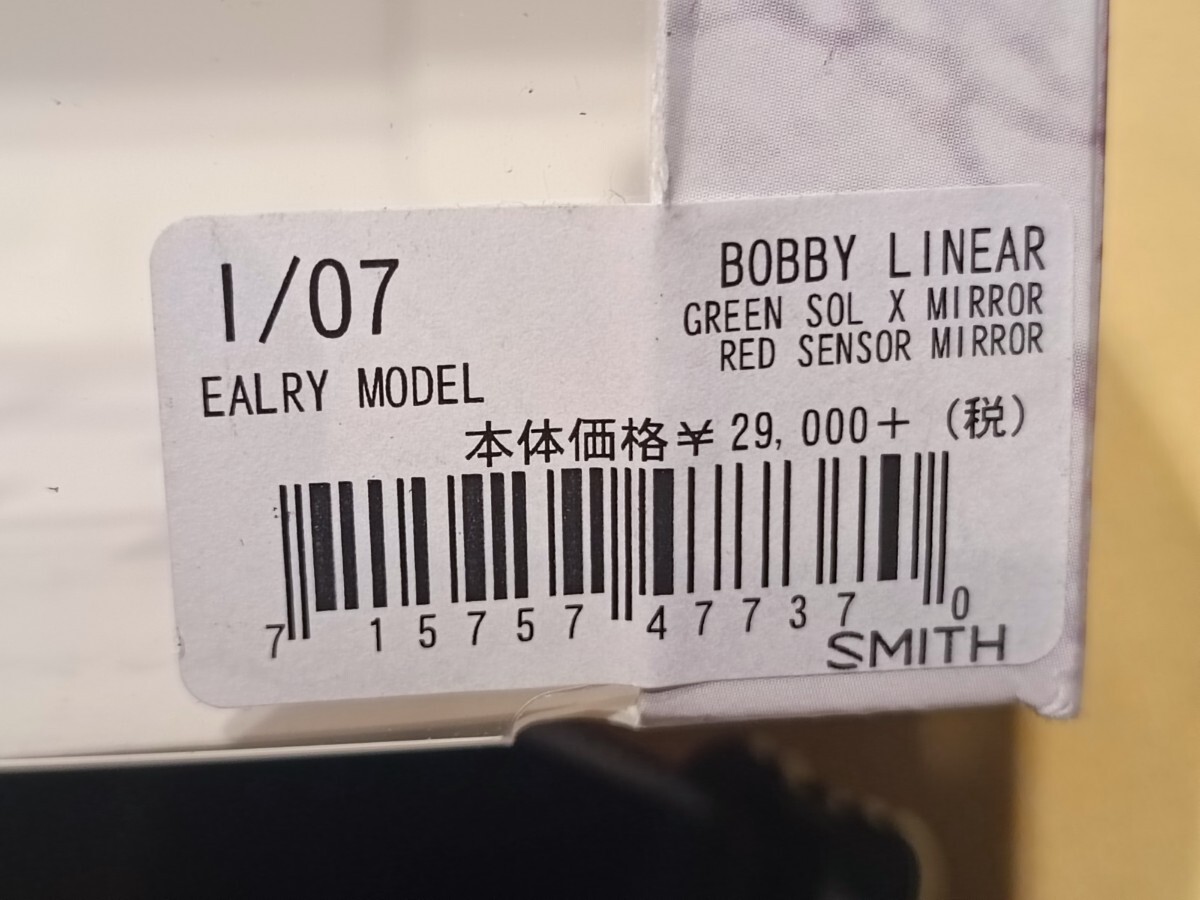 I/07
EALRY MODEL
BOBBY LINEAR
GREEN SOL X MIRROR
RED SENSOR MIRROR
本体価格¥ 29,000+ (税)
7 15757 47737 0
SMITH